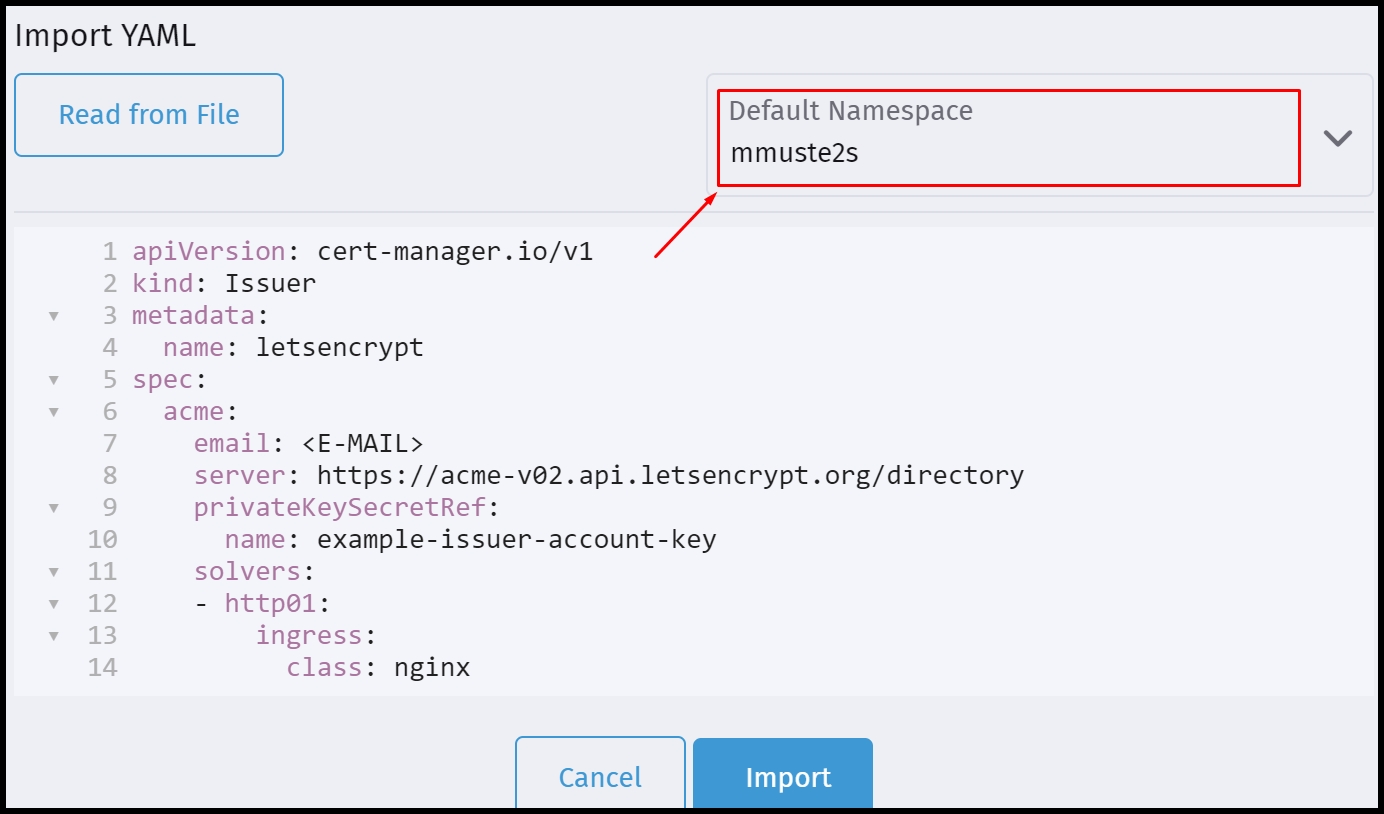 Import YAML
Read from File
Default Namespace
mmuste2s
1 apiVersion: cert-manager.io/v1
2 kind: Issuer
3 metadata:
4   name: letsencrypt
5 spec:
6   acme:
7     email: <E-MAIL>
8     server: https://acme-v02.api.letsencrypt.org/directory
9     privateKeySecretRef:
10       name: example-issuer-account-key
11     solvers:
12     - http01:
13         ingress:
14           class: nginx
Cancel
Import